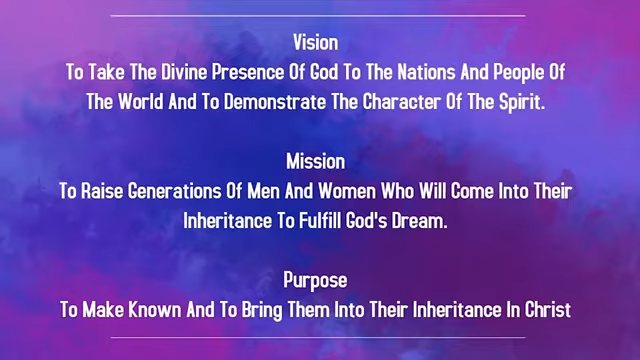 Vision
To Take The Divine Presence Of God To The Nations And People Of
The World And To Demonstrate The Character Of The Spirit.
Mission
To Raise Generations Of Men And Women Who Will Come Into Their
Inheritance To Fulfill God's Dream.
Purpose
To Make Known And To Bring Them Into Their Inheritance In Christ